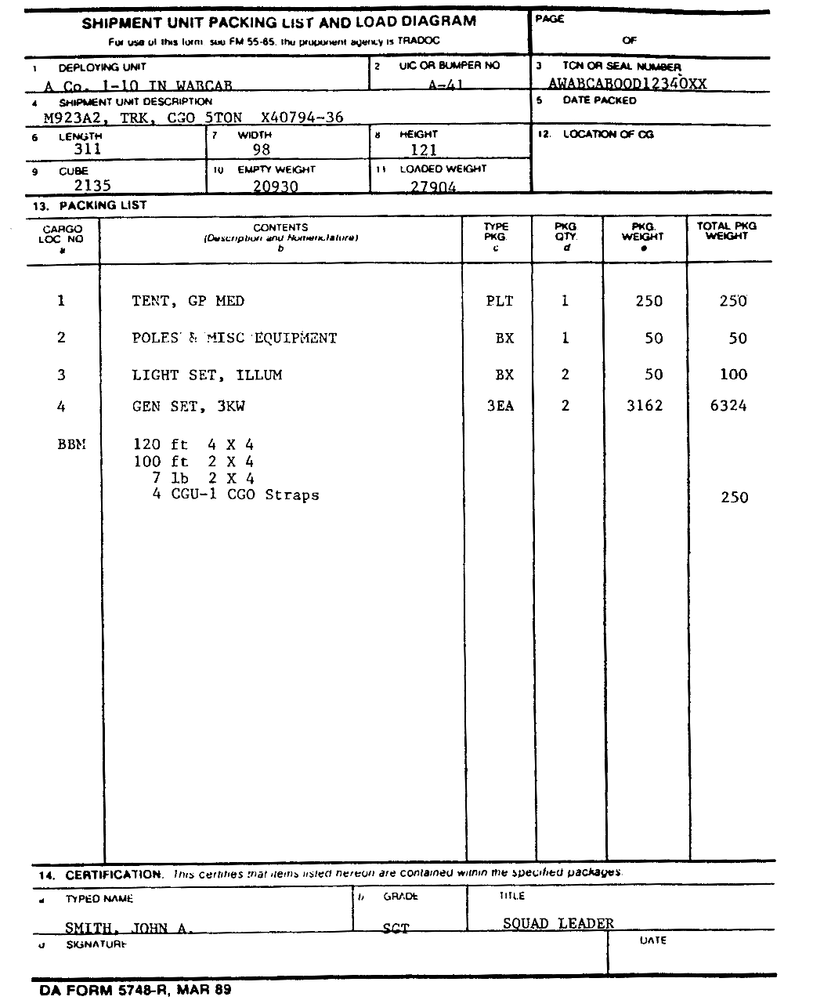 SHIPMENT UNIT PACKING LIST AND LOAD DIAGRAM
For use of this form see FM 55-65, the proponent agency is TRADOC
PAGE
OF
1 DEPLOYING UNIT
A Co. 1-10 IN WABCAB
2 UIC OR BUMPER NO
A-41
3 TCN OR SEAL NUMBER
AWABCABOOD12340XX
4 SHIPMENT UNIT DESCRIPTION
M923A2, TRK, CGO 5TON X40794-36
5 DATE PACKED
6 LENGTH
311
7 WIDTH
98
8 HEIGHT
121
12. LOCATION OF CG
9 CUBE
2135
10 EMPTY WEIGHT
20930
11 LOADED WEIGHT
27904
13. PACKING LIST
CARGO LOC NO a
CONTENTS (Description and Nomenclature) b
TYPE PKG. c
PKG QTY. d
PKG. WEIGHT e
TOTAL PKG WEIGHT
1 TENT, GP MED PLT 1 250 250
2 POLES & MISC EQUIPMENT BX 1 50 50
3 LIGHT SET, ILLUM BX 2 50 100
4 GEN SET, 3KW 3EA 2 3162 6324
BBM 120 ft 4 X 4
100 ft 2 X 4
7 lb 2 X 4
4 CGU-1 CGO Straps 250
14. CERTIFICATION. This certifies that items listed hereon are contained within the specified packages.
a TYPED NAME
SMITH, JOHN A.
b GRADE
SGT
TITLE
SQUAD LEADER
d SIGNATURE
DATE
DA FORM 5748-R, MAR 89